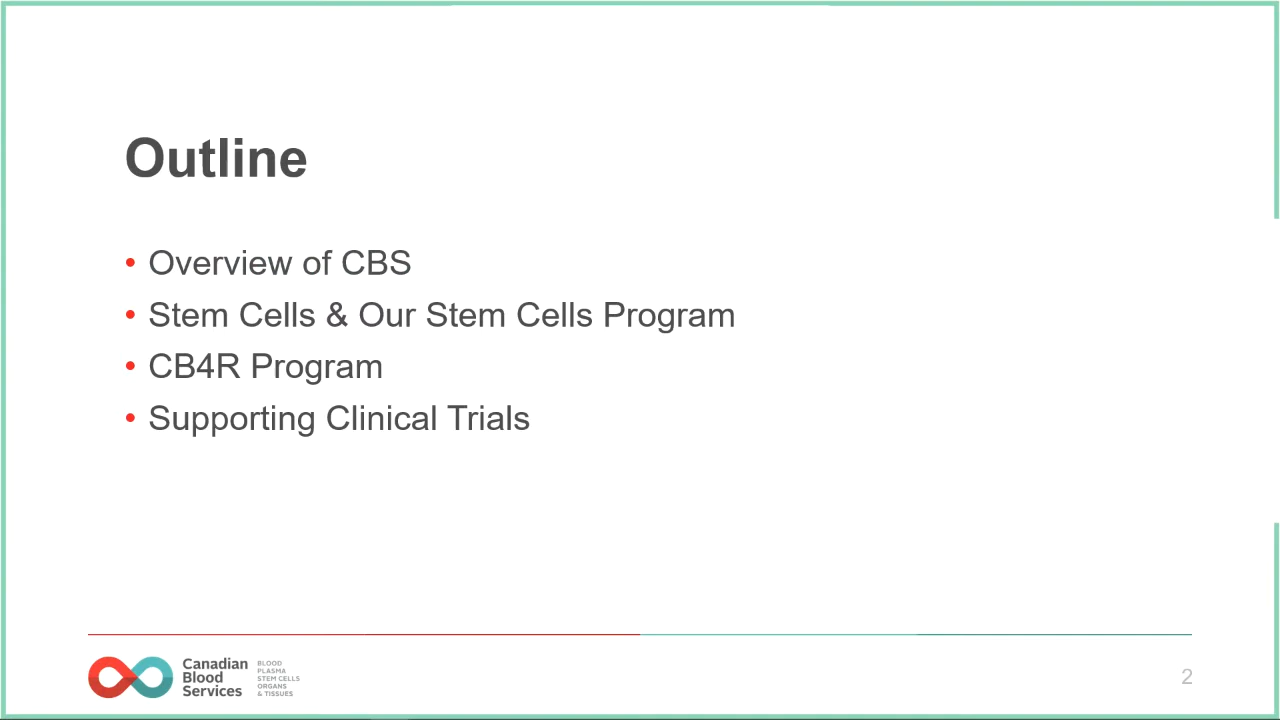 Outline
• Overview of CBS
• Stem Cells & Our Stem Cells Program
• CB4R Program
• Supporting Clinical Trials
Canadian
Blood
Services
BLOOD
PLASMA
STEM CELLS
ORGANS
& TISSUES
2